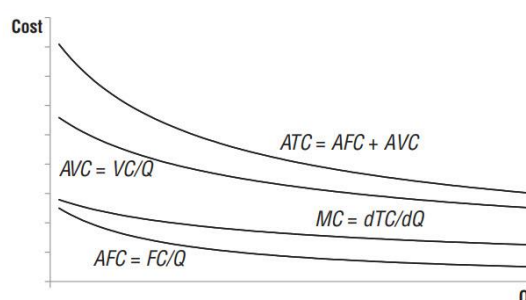 Cost
ATC = AFC + AVC
AVC = VC/Q
MC = dTC/dQ
AFC = FC/Q